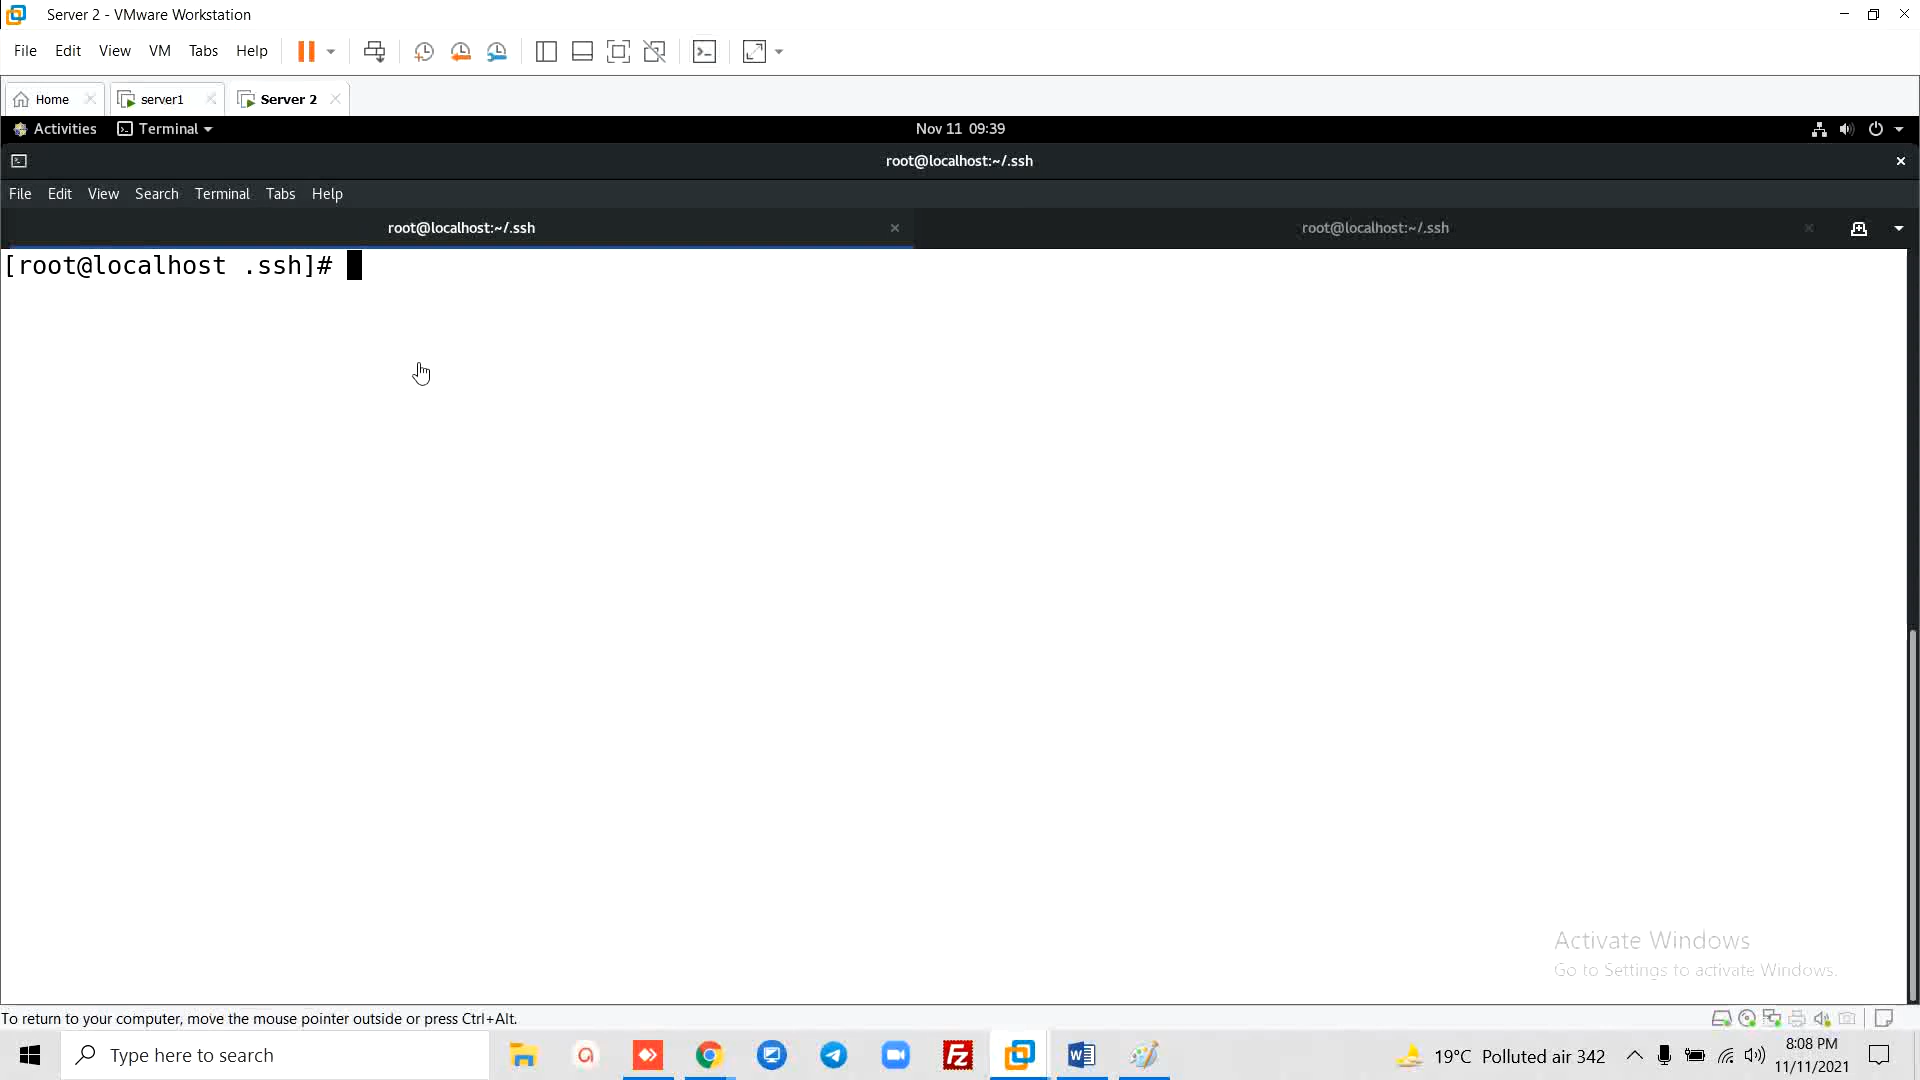 Server 2 - VMware Workstation
File Edit View VM Tabs Help
Home server1 Server 2
Activities Terminal Nov 11 09:39
root@localhost:~/.ssh
File Edit View Search Terminal Tabs Help
root@localhost:~/.ssh root@localhost:~/.ssh
[root@localhost .ssh]#
Activate Windows
Go to Settings to activate Windows.
To return to your computer, move the mouse pointer outside or press Ctrl+Alt.
Type here to search 19°C Polluted air 342 8:08 PM
11/11/2021